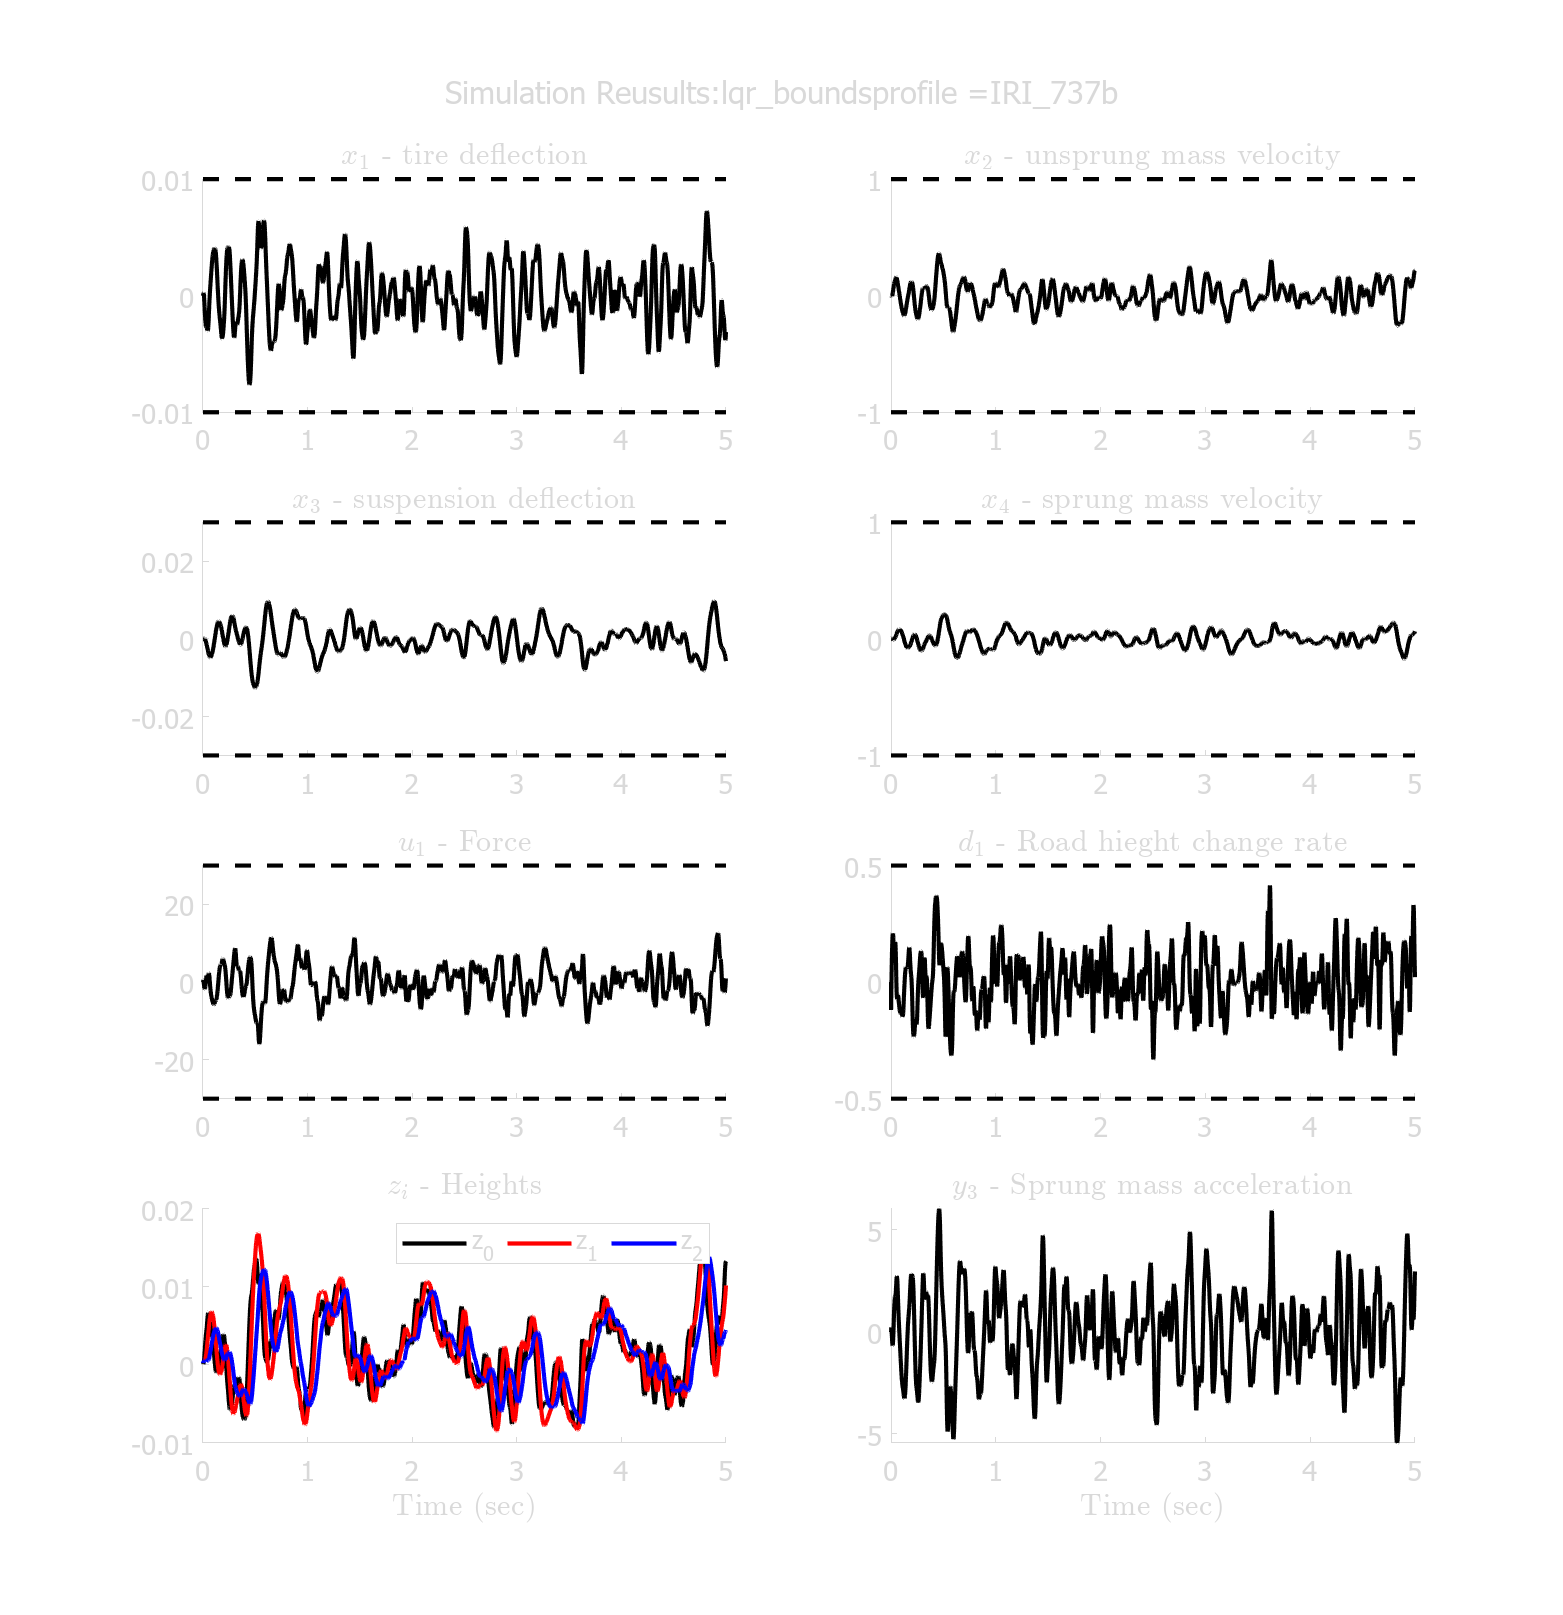 Simulation Reusults:lqr_boundsprofile =IRI_737b
x1 - tire deflection
0.01
0
-0.01
0 1 2 3 4 5
x2 - unsprung mass velocity
1
0
-1
0 1 2 3 4 5
x3 - suspension deflection
0.02
0
-0.02
0 1 2 3 4 5
x4 - sprung mass velocity
1
0
-1
0 1 2 3 4 5
u1 - Force
20
0
-20
0 1 2 3 4 5
d1 - Road hieght change rate
0.5
0
-0.5
0 1 2 3 4 5
zi - Heights
0.02
0.01
0
-0.01
z0 z1 z2
0 1 2 3 4 5
Time (sec)
y3 - Sprung mass acceleration
5
0
-5
0 1 2 3 4 5
Time (sec)